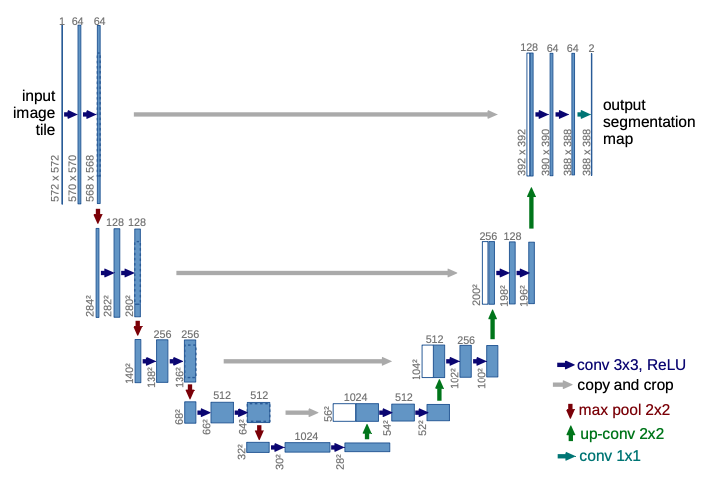 1
64
64
input
image
tile
572 x 572
570 x 570
568 x 568
128
64
64
2
output
segmentation
map
392 x 392
390 x 390
388 x 388
388 x 388
128
128
284²
282²
280²
256
128
200²
198²
196²
256
256
140²
138²
136²
512
256
104²
102²
100²
512
512
68²
66²
64²
1024
512
56²
54²
52²
1024
32²
30²
28²
conv 3x3, ReLU
copy and crop
max pool 2x2
up-conv 2x2
conv 1x1